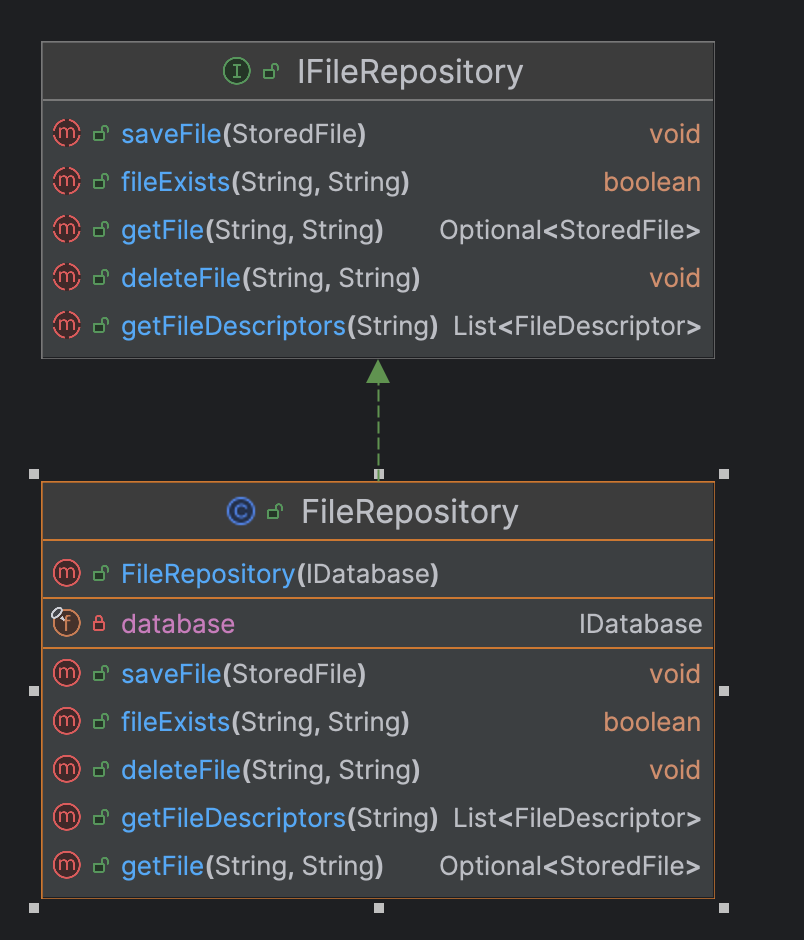 I IFileRepository
m saveFile(StoredFile) void
m fileExists(String, String) boolean
m getFile(String, String) Optional<StoredFile>
m deleteFile(String, String) void
m getFileDescriptors(String) List<FileDescriptor>
C FileRepository
m FileRepository(IDatabase)
f database IDatabase
m saveFile(StoredFile) void
m fileExists(String, String) boolean
m deleteFile(String, String) void
m getFileDescriptors(String) List<FileDescriptor>
m getFile(String, String) Optional<StoredFile>